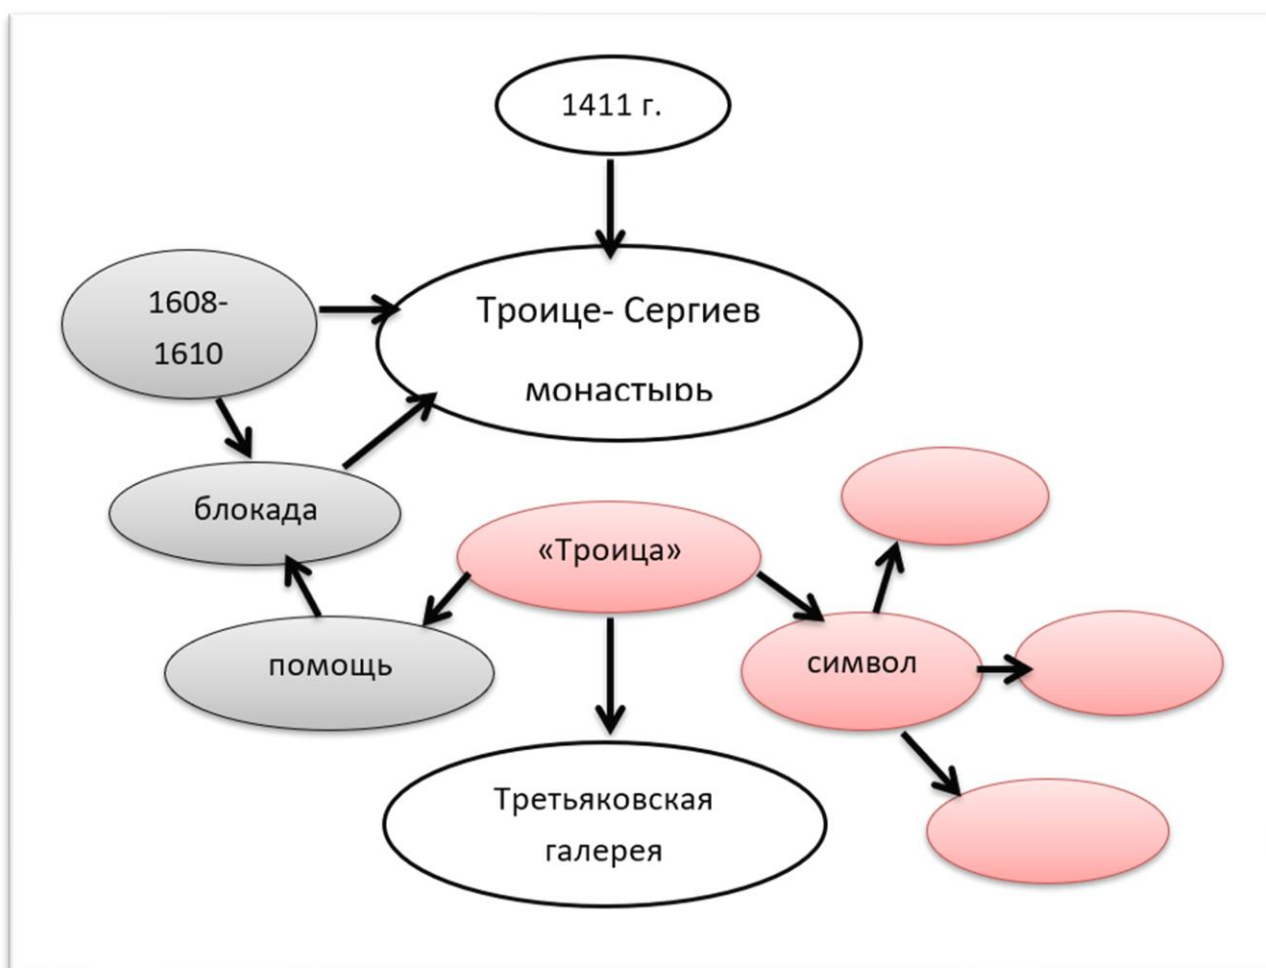 1411 г.
1608-
1610
Троице- Сергиев
монастырь
блокада
«Троица»
помощь
символ
Третьяковская
галерея